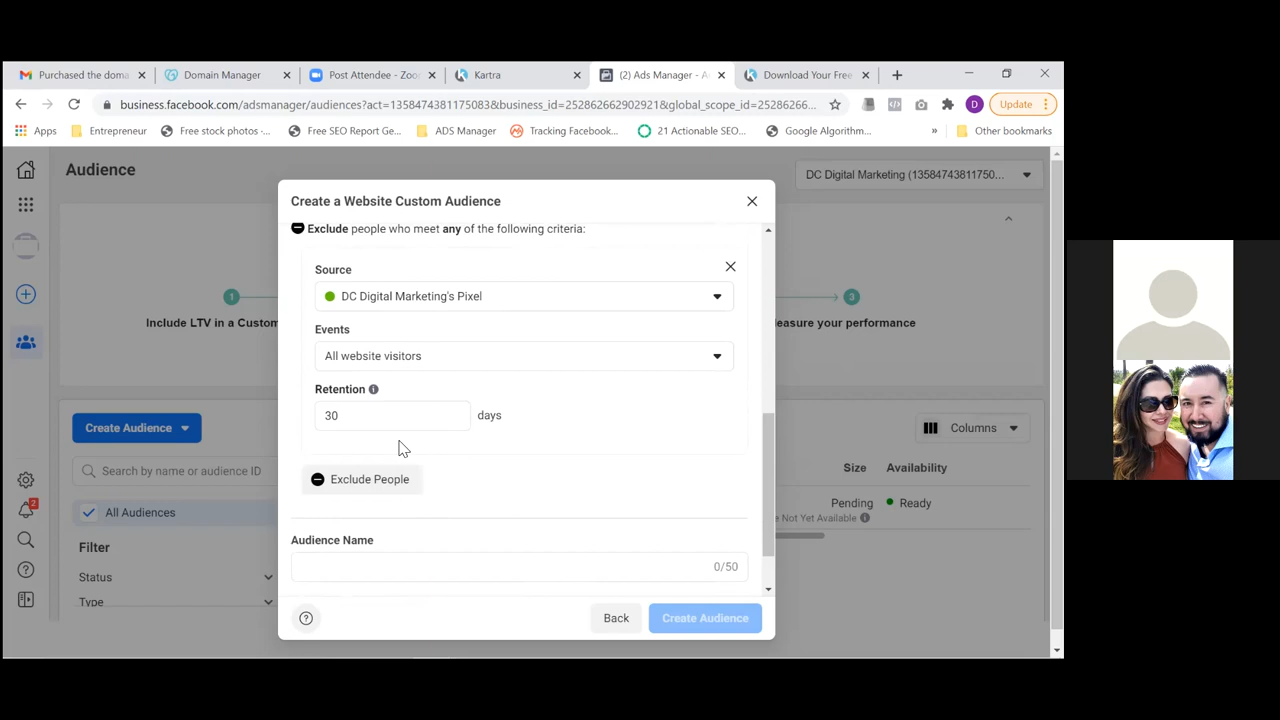 Purchased the doma
Domain Manager
Post Attendee - Zoo
Kartra
(2) Ads Manager - A
Download Your Free
business.facebook.com/adsmanager/audiences?act=1358474381175083&business_id=252862662902921&global_scope_id=25286266...
D
Update
Apps
Entrepreneur
Free stock photos -...
Free SEO Report Ge...
ADS Manager
Tracking Facebook...
21 Actionable SEO...
Google Algorithm...
»
Other bookmarks
Audience
DC Digital Marketing (13584743811750...
Create a Website Custom Audience
Exclude people who meet any of the following criteria:
Source
DC Digital Marketing's Pixel
Events
All website visitors
Retention
30
days
Exclude People
Audience Name
0/50
Back
Create Audience
1
Include LTV in a Custom
3
easure your performance
Create Audience
Columns
Search by name or audience ID
Size
Availability
All Audiences
Pending
Ready
e Not Yet Available
Filter
Status
Type
2